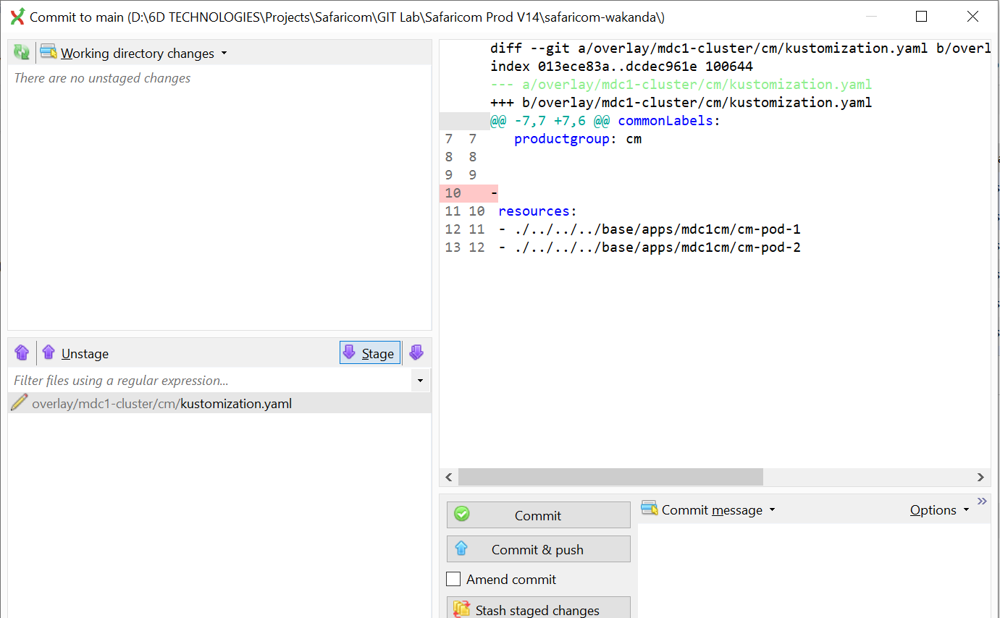 Commit to main (D:\6D TECHNOLOGIES\Projects\Safaricom\GIT Lab\Safaricom Prod V14\safaricom-wakanda\)
Working directory changes
There are no unstaged changes
Unstage
Stage
Filter files using a regular expression...
overlay/mdc1-cluster/cm/kustomization.yaml
diff --git a/overlay/mdc1-cluster/cm/kustomization.yaml b/overl
index 013ece83a..dcdec961e 100644
--- a/overlay/mdc1-cluster/cm/kustomization.yaml
+++ b/overlay/mdc1-cluster/cm/kustomization.yaml
@@ -7,7 +7,6 @@ commonLabels:
7 7 productgroup: cm
8 8
9 9
10 -
11 10 resources:
12 11 - ./../../../base/apps/mdc1cm/cm-pod-1
13 12 - ./../../../base/apps/mdc1cm/cm-pod-2
Commit
Commit & push
Amend commit
Stash staged changes
Commit message
Options